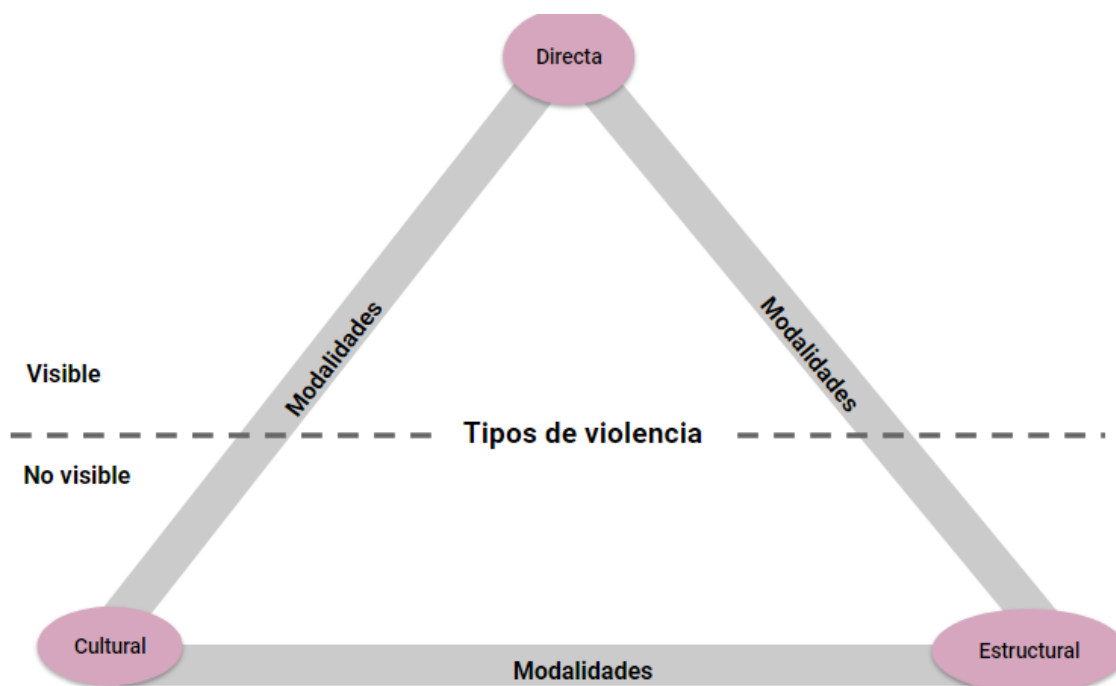 Directa
Modalidades
Modalidades
Visible
Tipos de violencia
No visible
Cultural
Estructural
Modalidades